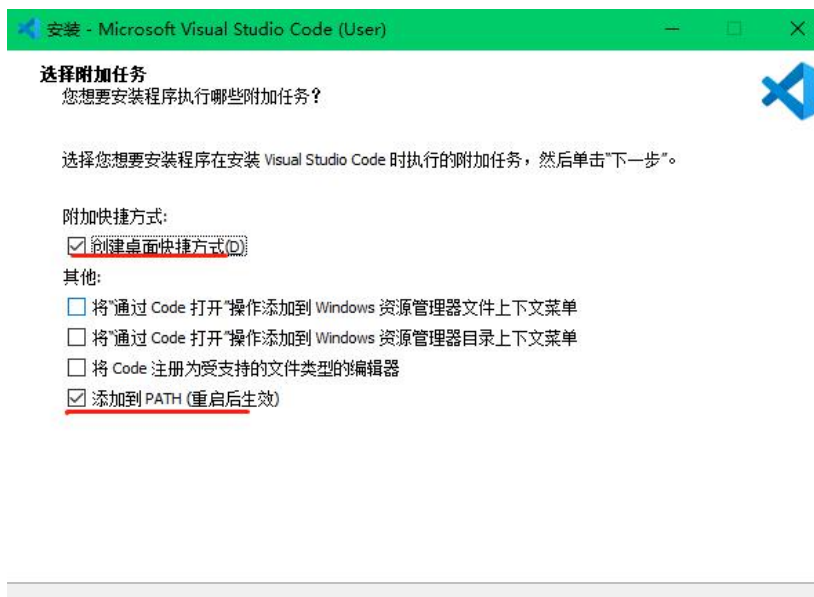 安装 - Microsoft Visual Studio Code (User)
选择附加任务
您想要安装程序执行哪些附加任务？
选择您想要安装程序在安装 Visual Studio Code 时执行的附加任务，然后单击“下一步”。
附加快捷方式:
创建桌面快捷方式(D)
其他:
将“通过 Code 打开”操作添加到 Windows 资源管理器文件上下文菜单
将“通过 Code 打开”操作添加到 Windows 资源管理器目录上下文菜单
将 Code 注册为受支持的文件类型的编辑器
添加到 PATH (重启后生效)